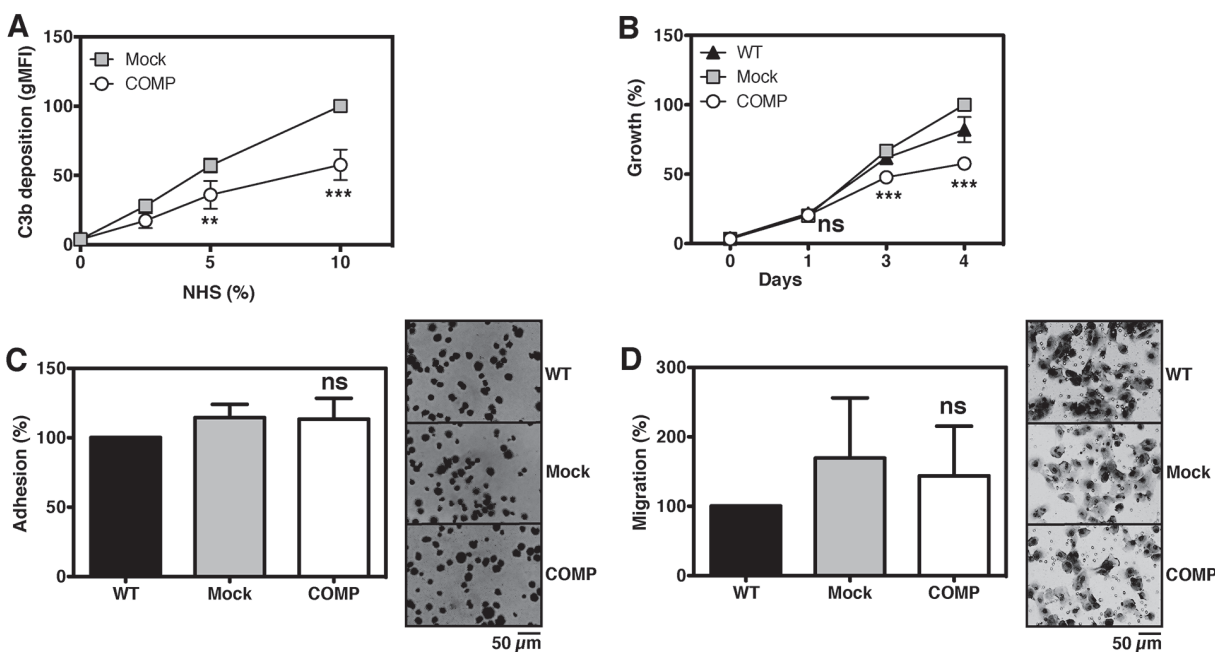 A
150
100
50
0
C3b deposition (gMFI)
Mock
COMP
**
***
0 5 10
NHS (%)
B
150
100
50
0
Growth (%)
WT
Mock
COMP
ns
***
***
0 1 3 4
Days
C
150
100
50
0
Adhesion (%)
ns
WT Mock COMP
WT
Mock
COMP
50 µm
D
300
200
100
0
Migration (%)
ns
WT Mock COMP
WT
Mock
COMP
50 µm